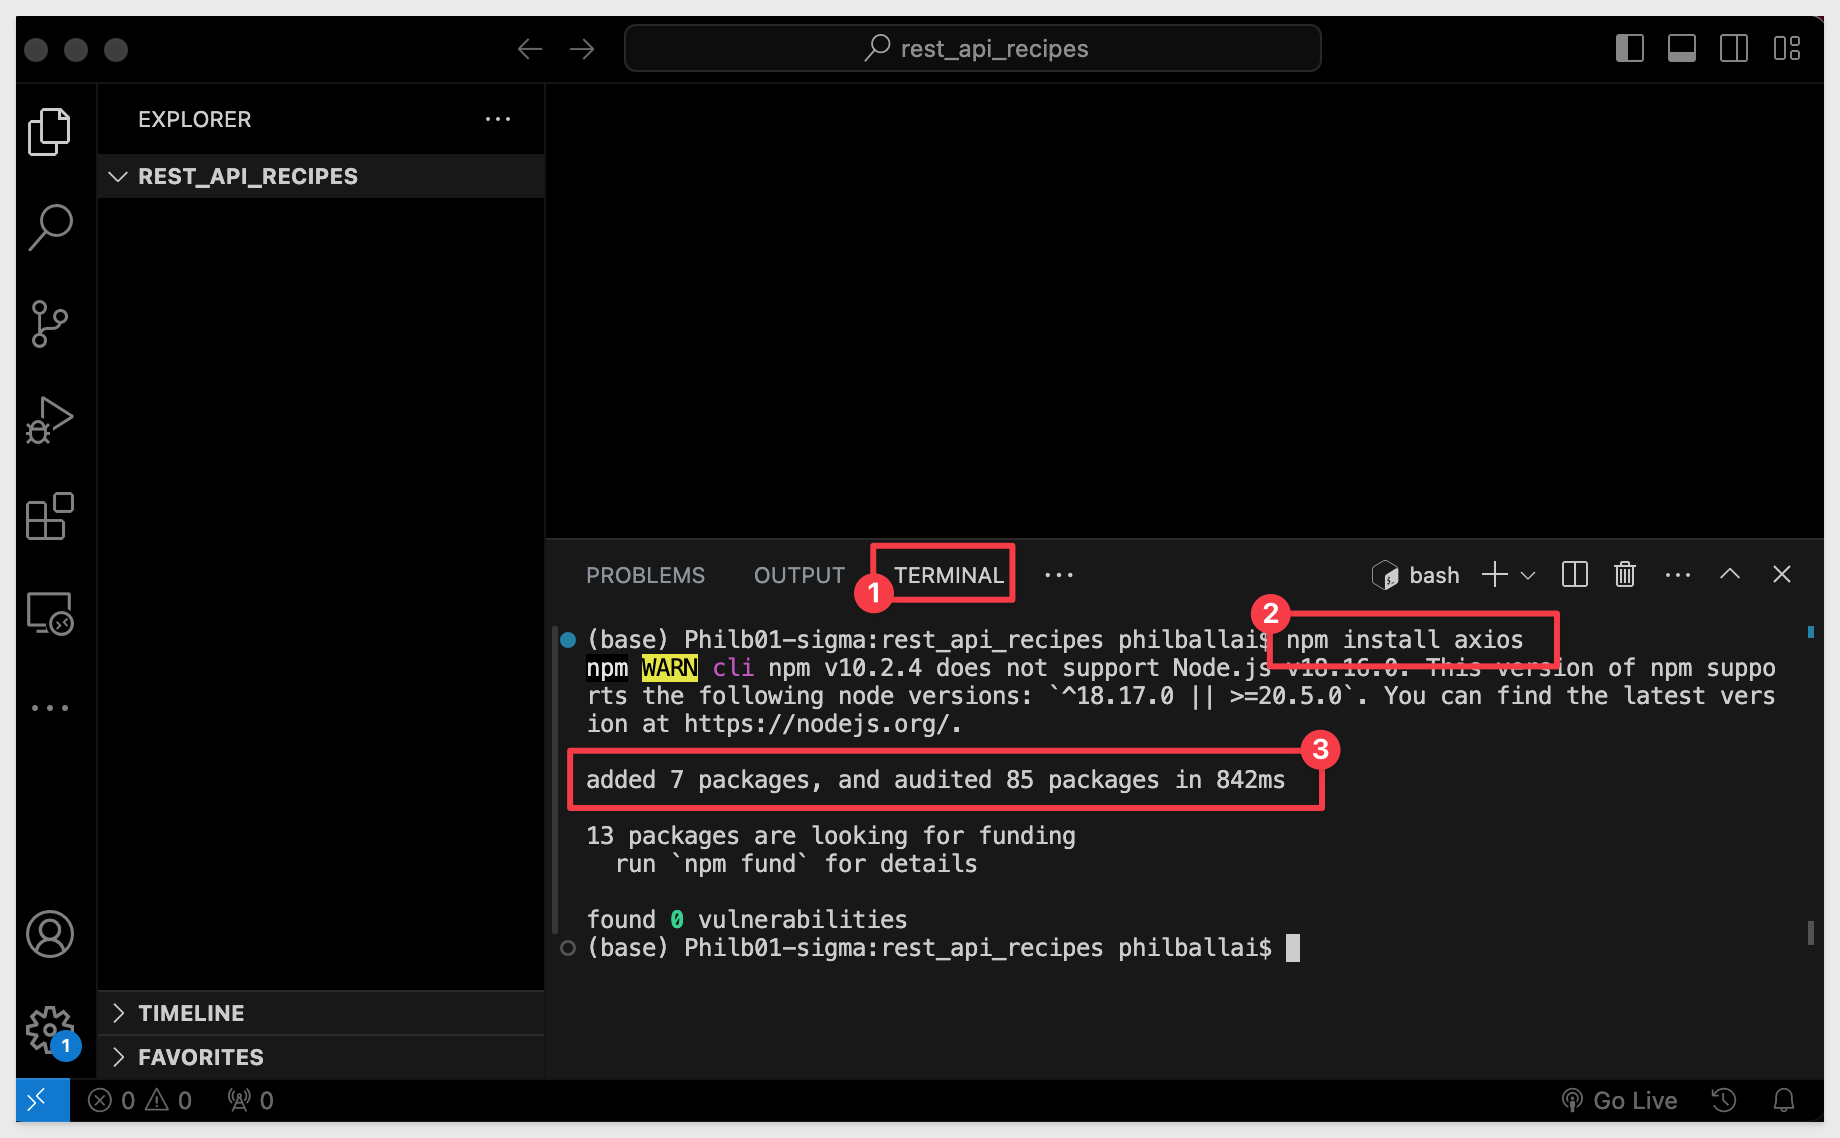 rest_api_recipes
EXPLORER
REST_API_RECIPES
PROBLEMS OUTPUT TERMINAL bash
1
2
(base) Philb01-sigma:rest_api_recipes philballai$ npm install axios
npm WARN cli npm v10.2.4 does not support Node.js v18.16.0. This version of npm suppo
rts the following node versions: `^18.17.0 || >=20.5.0`. You can find the latest vers
ion at https://nodejs.org/.
3
added 7 packages, and audited 85 packages in 842ms
13 packages are looking for funding
run `npm fund` for details
found 0 vulnerabilities
(base) Philb01-sigma:rest_api_recipes philballai$
TIMELINE
1
FAVORITES
0 0 0 Go Live